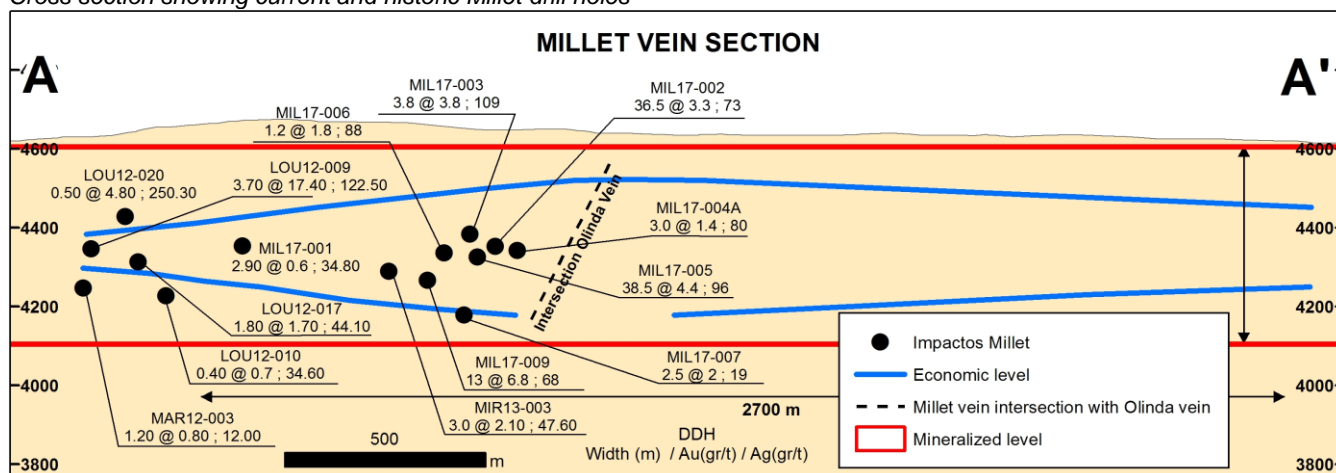 Cross section showing current and historic Millet drill holes
MILLET VEIN SECTION
A
A'
MIL17-003
3.8 @ 3.8 ; 109
MIL17-002
36.5 @ 3.3 ; 73
MIL17-006
1.2 @ 1.8 ; 88
4600
4600
LOU12-009
3.70 @ 17.40 ; 122.50
LOU12-020
0.50 @ 4.80 ; 250.30
MIL17-004A
3.0 @ 1.4 ; 80
4400
4400
MIL17-001
2.90 @ 0.6 ; 34.80
MIL17-005
38.5 @ 4.4 ; 96
Intersection Olinda Vein
4200
4200
LOU12-017
1.80 @ 1.70 ; 44.10
LOU12-010
0.40 @ 0.7 ; 34.60
MIL17-009
13 @ 6.8 ; 68
MIL17-007
2.5 @ 2 ; 19
4000
4000
MAR12-003
1.20 @ 0.80 ; 12.00
MIR13-003
3.0 @ 2.10 ; 47.60
2700 m
500
m
DDH
Width (m) / Au(gr/t) / Ag(gr/t)
3800
3800
Impactos Millet
Economic level
Millet vein intersection with Olinda vein
Mineralized level